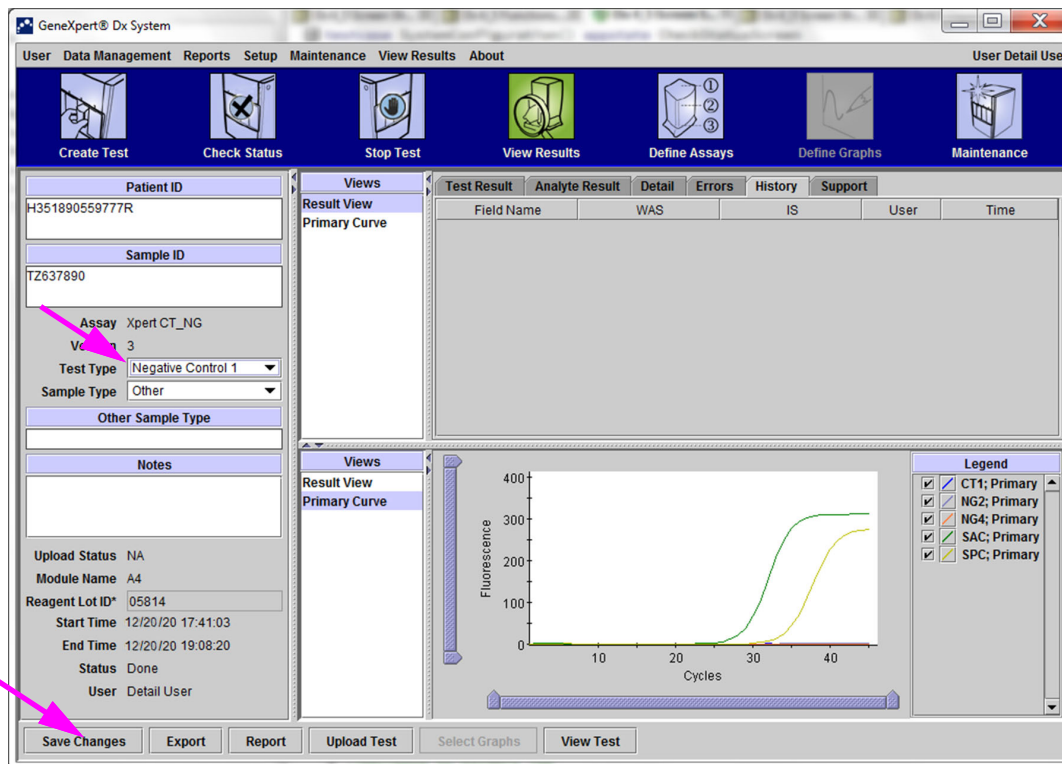 GeneXpert® Dx System
User Data Management Reports Setup Maintenance View Results About User Detail Use
Create Test Check Status Stop Test View Results Define Assays Define Graphs Maintenance
Patient ID
H351890559777R
Sample ID
TZ637890
Assay Xpert CT_NG
3
Test Type Negative Control 1
Sample Type Other
Other Sample Type
Notes
Upload Status NA
Module Name A4
Reagent Lot ID* 05814
Start Time 12/20/20 17:41:03
End Time 12/20/20 19:08:20
Status Done
User Detail User
Views
Result View
Primary Curve
Test Result Analyte Result Detail Errors History Support
Field Name WAS IS User Time
Views
Result View
Primary Curve
Fluorescence
400
300
200
100
0
10 20 30 40
Cycles
Legend
CT1; Primary
NG2; Primary
NG4; Primary
SAC; Primary
SPC; Primary
Save Changes Export Report Upload Test Select Graphs View Test